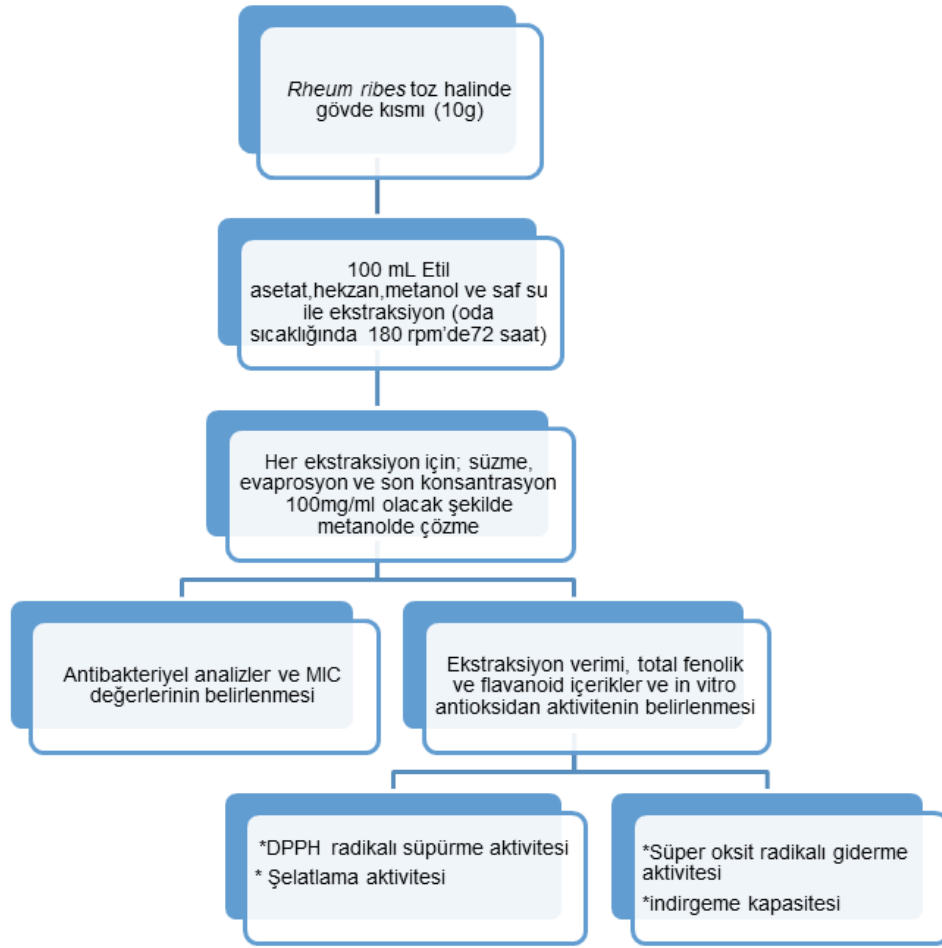 Rheum ribes toz halinde
gövde kısmı (10g)
100 mL Etil
asetat,hekzan,metanol ve saf su
ile ekstraksiyon (oda
sıcaklığında 180 rpm'de72 saat)
Her ekstraksiyon için; süzme,
evaprosyon ve son konsantrasyon
100mg/ml olacak şekilde
metanolde çözme
Antibakteriyel analizler ve MIC
değerlerinin belirlenmesi
Ekstraksiyon verimi, total fenolik
ve flavanoid içerikler ve in vitro
antioksidan aktivitenin belirlenmesi
*DPPH radikalı süpürme aktivitesi
* Şelatlama aktivitesi
*Süper oksit radikalı giderme
aktivitesi
*indirgeme kapasitesi